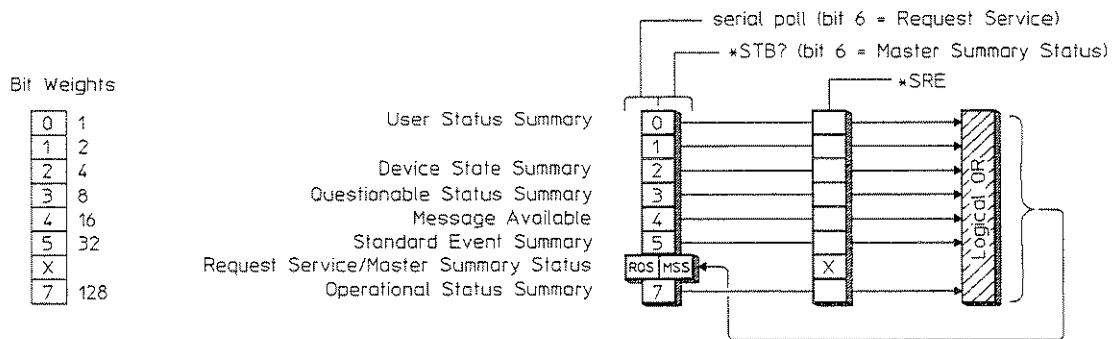 serial poll (bit 6 = Request Service)
*STB? (bit 6 = Master Summary Status)
Bit Weights
*SRE
0 1 User Status Summary 0
1 2 1
2 4 Device State Summary 2
3 8 Questionable Status Summary 3
4 16 Message Available 4
5 32 Standard Event Summary 5
X Request Service/Master Summary Status RQS MSS X
7 128 Operational Status Summary 7
Logical OR